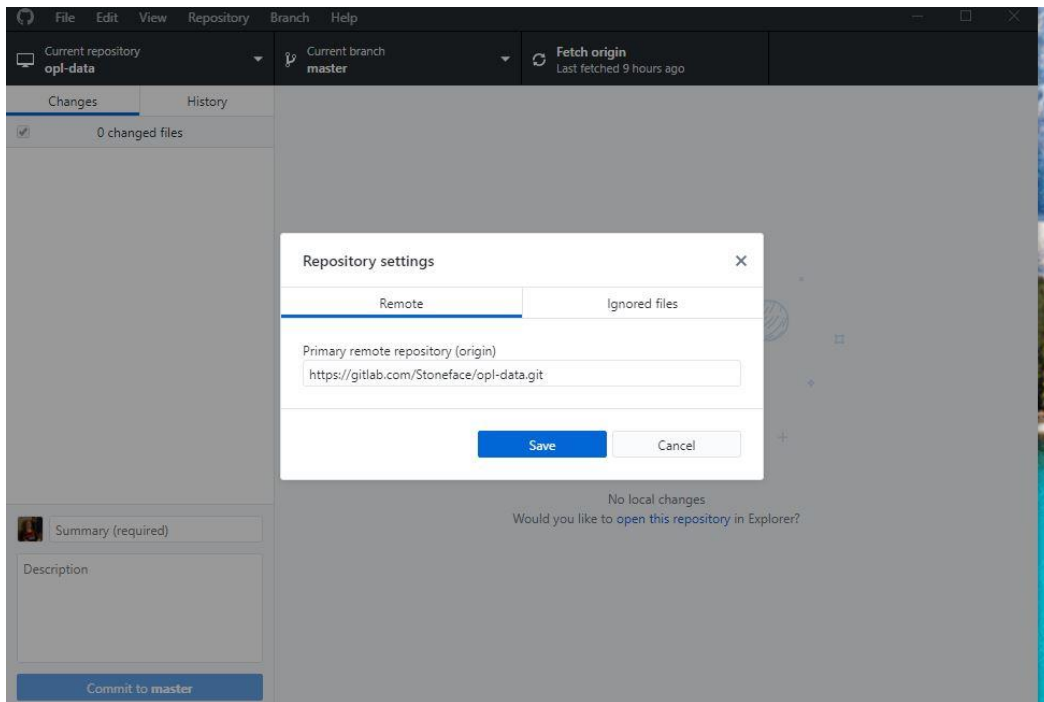 File Edit View Repository Branch Help
Current repository
opl-data
Current branch
master
Fetch origin
Last fetched 9 hours ago
Changes History
0 changed files
Repository settings
Remote Ignored files
Primary remote repository (origin)
https://gitlab.com/Stoneface/opl-data.git
Save Cancel
No local changes
Would you like to open this repository in Explorer?
Summary (required)
Description
Commit to master